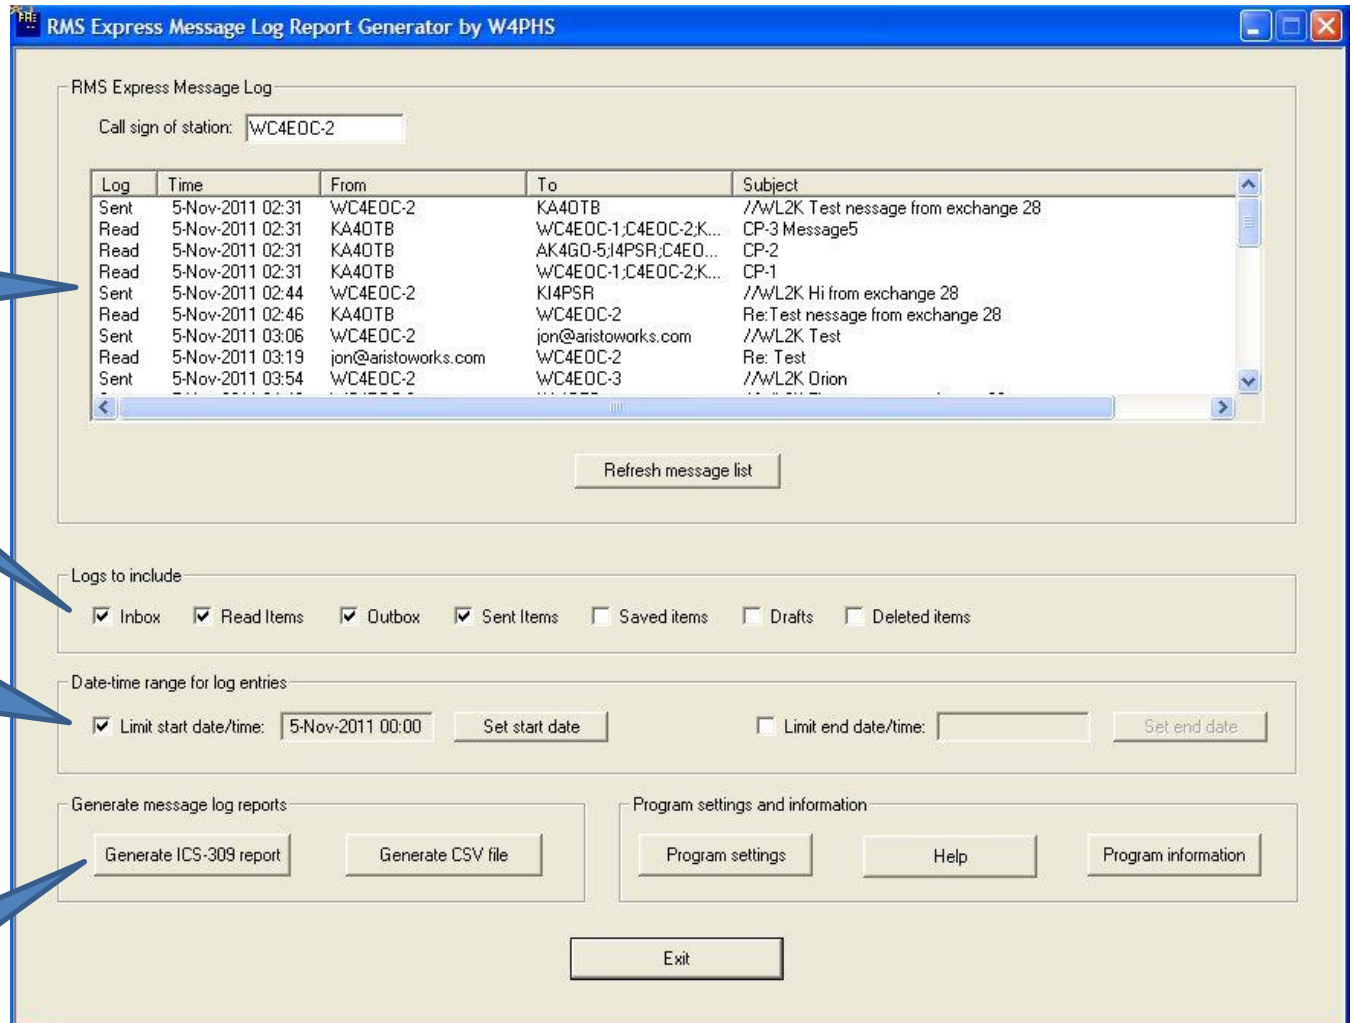 RMS Express Message Log Report Generator by W4PHS
RMS Express Message Log
Call sign of station: WC4EOC-2
Log Time From To Subject
Sent 5-Nov-2011 02:31 WC4EOC-2 KA4OTB //WL2K Test nessage from exchange 28
Read 5-Nov-2011 02:31 KA4OTB WC4EOC-1;C4EOC-2;K... CP-3 Message5
Read 5-Nov-2011 02:31 KA4OTB AK4GO-5;I4PSR;C4EO... CP-2
Read 5-Nov-2011 02:31 KA4OTB WC4EOC-1;C4EOC-2;K... CP-1
Sent 5-Nov-2011 02:44 WC4EOC-2 KI4PSR //WL2K Hi from exchange 28
Read 5-Nov-2011 02:46 KA4OTB WC4EOC-2 Re:Test nessage from exchange 28
Sent 5-Nov-2011 03:06 WC4EOC-2 jon@aristoworks.com //WL2K Test
Read 5-Nov-2011 03:19 jon@aristoworks.com WC4EOC-2 Re: Test
Sent 5-Nov-2011 03:54 WC4EOC-2 WC4EOC-3 //WL2K Orion
Refresh message list
Logs to include
Inbox Read Items Outbox Sent Items Saved items Drafts Deleted items
Date-time range for log entries
Limit start date/time: 5-Nov-2011 00:00 Set start date Limit end date/time: Set end date
Generate message log reports Program settings and information
Generate ICS-309 report Generate CSV file Program settings Help Program information
Exit